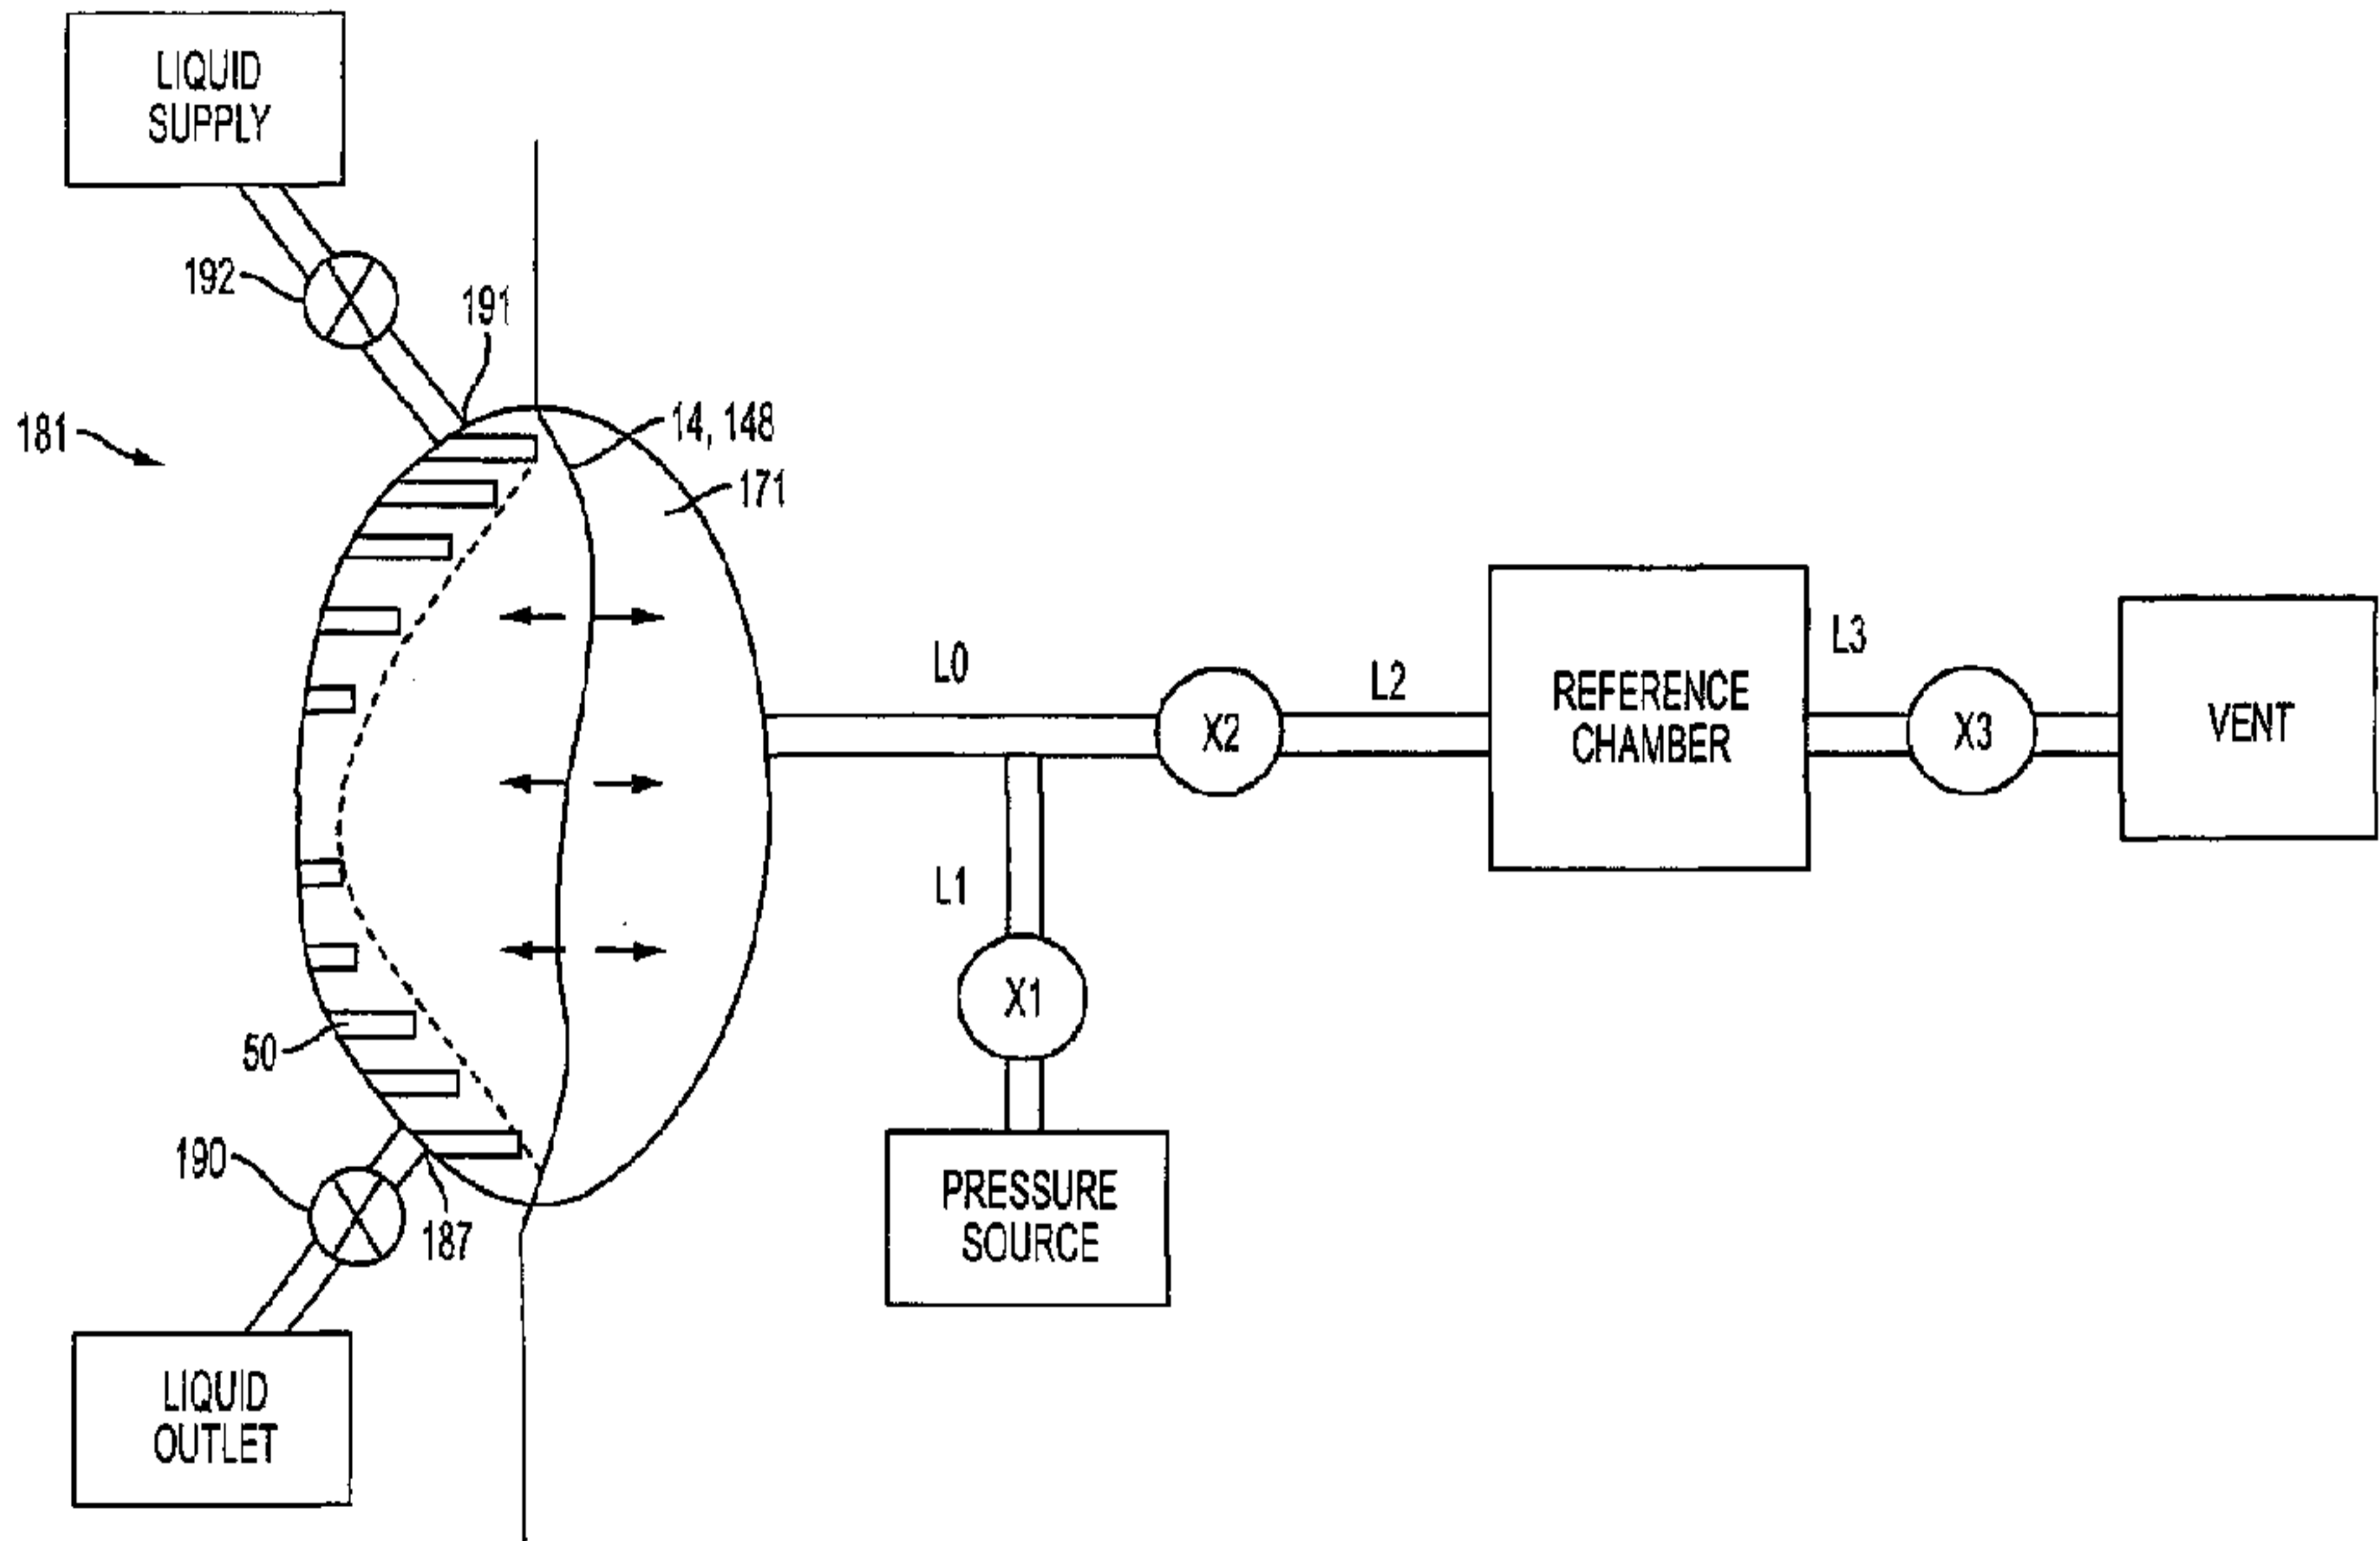 LIQUID
SUPPLY
192
191
181
14, 148
171
L0
X2
L2
REFERENCE
CHAMBER
L3
X3
VENT
L1
X1
50
190
187
PRESSURE
SOURCE
LIQUID
OUTLET